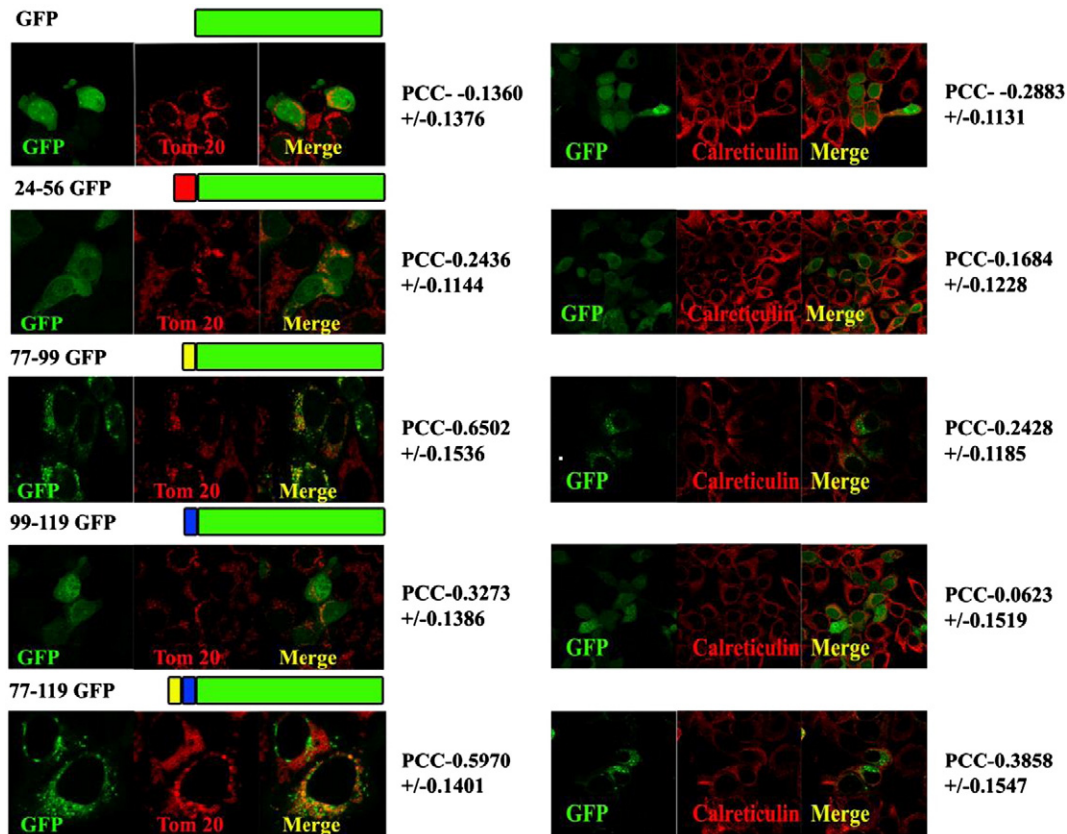 GFP
GFP Tom 20 Merge
PCC- -0.1360
+/-0.1376
GFP Calreticulin Merge
PCC- -0.2883
+/-0.1131
24-56 GFP
GFP Tom 20 Merge
PCC-0.2436
+/-0.1144
GFP Calreticulin Merge
PCC-0.1684
+/-0.1228
77-99 GFP
GFP Tom 20 Merge
PCC-0.6502
+/-0.1536
GFP Calreticulin Merge
PCC-0.2428
+/-0.1185
99-119 GFP
GFP Tom 20 Merge
PCC-0.3273
+/-0.1386
GFP Calreticulin Merge
PCC-0.0623
+/-0.1519
77-119 GFP
GFP Tom 20 Merge
PCC-0.5970
+/-0.1401
GFP Calreticulin Merge
PCC-0.3858
+/-0.1547